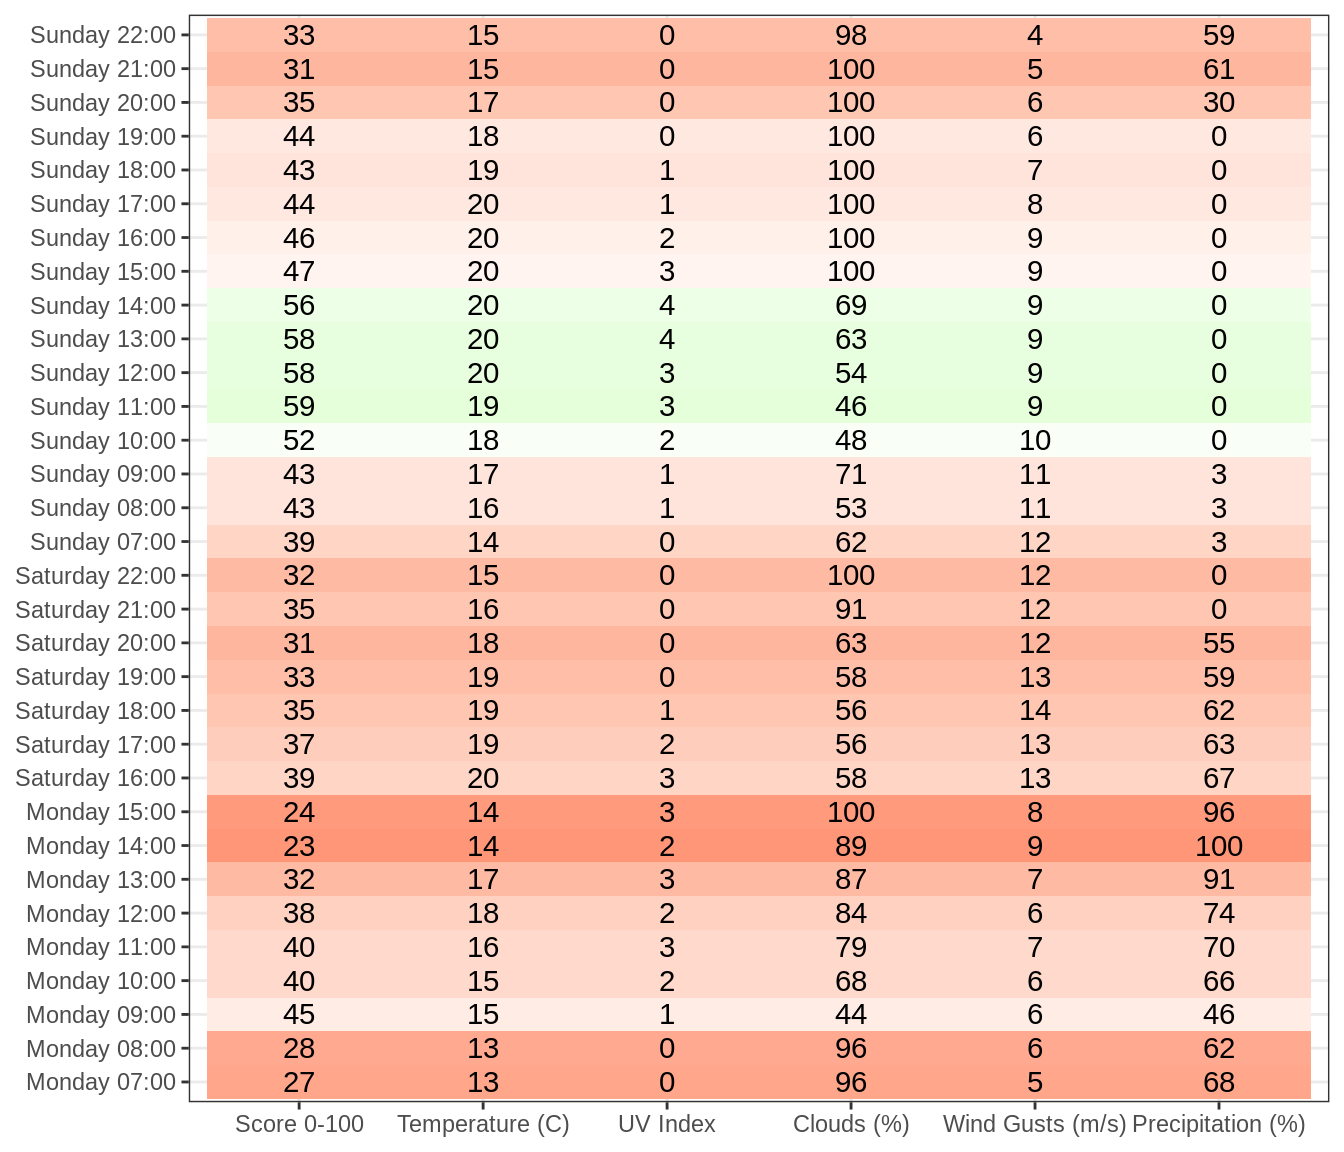 Sunday 22:00 33 15 0 98 4 59
Sunday 21:00 31 15 0 100 5 61
Sunday 20:00 35 17 0 100 6 30
Sunday 19:00 44 18 0 100 6 0
Sunday 18:00 43 19 1 100 7 0
Sunday 17:00 44 20 1 100 8 0
Sunday 16:00 46 20 2 100 9 0
Sunday 15:00 47 20 3 100 9 0
Sunday 14:00 56 20 4 69 9 0
Sunday 13:00 58 20 4 63 9 0
Sunday 12:00 58 20 3 54 9 0
Sunday 11:00 59 19 3 46 9 0
Sunday 10:00 52 18 2 48 10 0
Sunday 09:00 43 17 1 71 11 3
Sunday 08:00 43 16 1 53 11 3
Sunday 07:00 39 14 0 62 12 3
Saturday 22:00 32 15 0 100 12 0
Saturday 21:00 35 16 0 91 12 0
Saturday 20:00 31 18 0 63 12 55
Saturday 19:00 33 19 0 58 13 59
Saturday 18:00 35 19 1 56 14 62
Saturday 17:00 37 19 2 56 13 63
Saturday 16:00 39 20 3 58 13 67
Monday 15:00 24 14 3 100 8 96
Monday 14:00 23 14 2 89 9 100
Monday 13:00 32 17 3 87 7 91
Monday 12:00 38 18 2 84 6 74
Monday 11:00 40 16 3 79 7 70
Monday 10:00 40 15 2 68 6 66
Monday 09:00 45 15 1 44 6 46
Monday 08:00 28 13 0 96 6 62
Monday 07:00 27 13 0 96 5 68
Score 0-100 Temperature (C) UV Index Clouds (%) Wind Gusts (m/s) Precipitation (%)